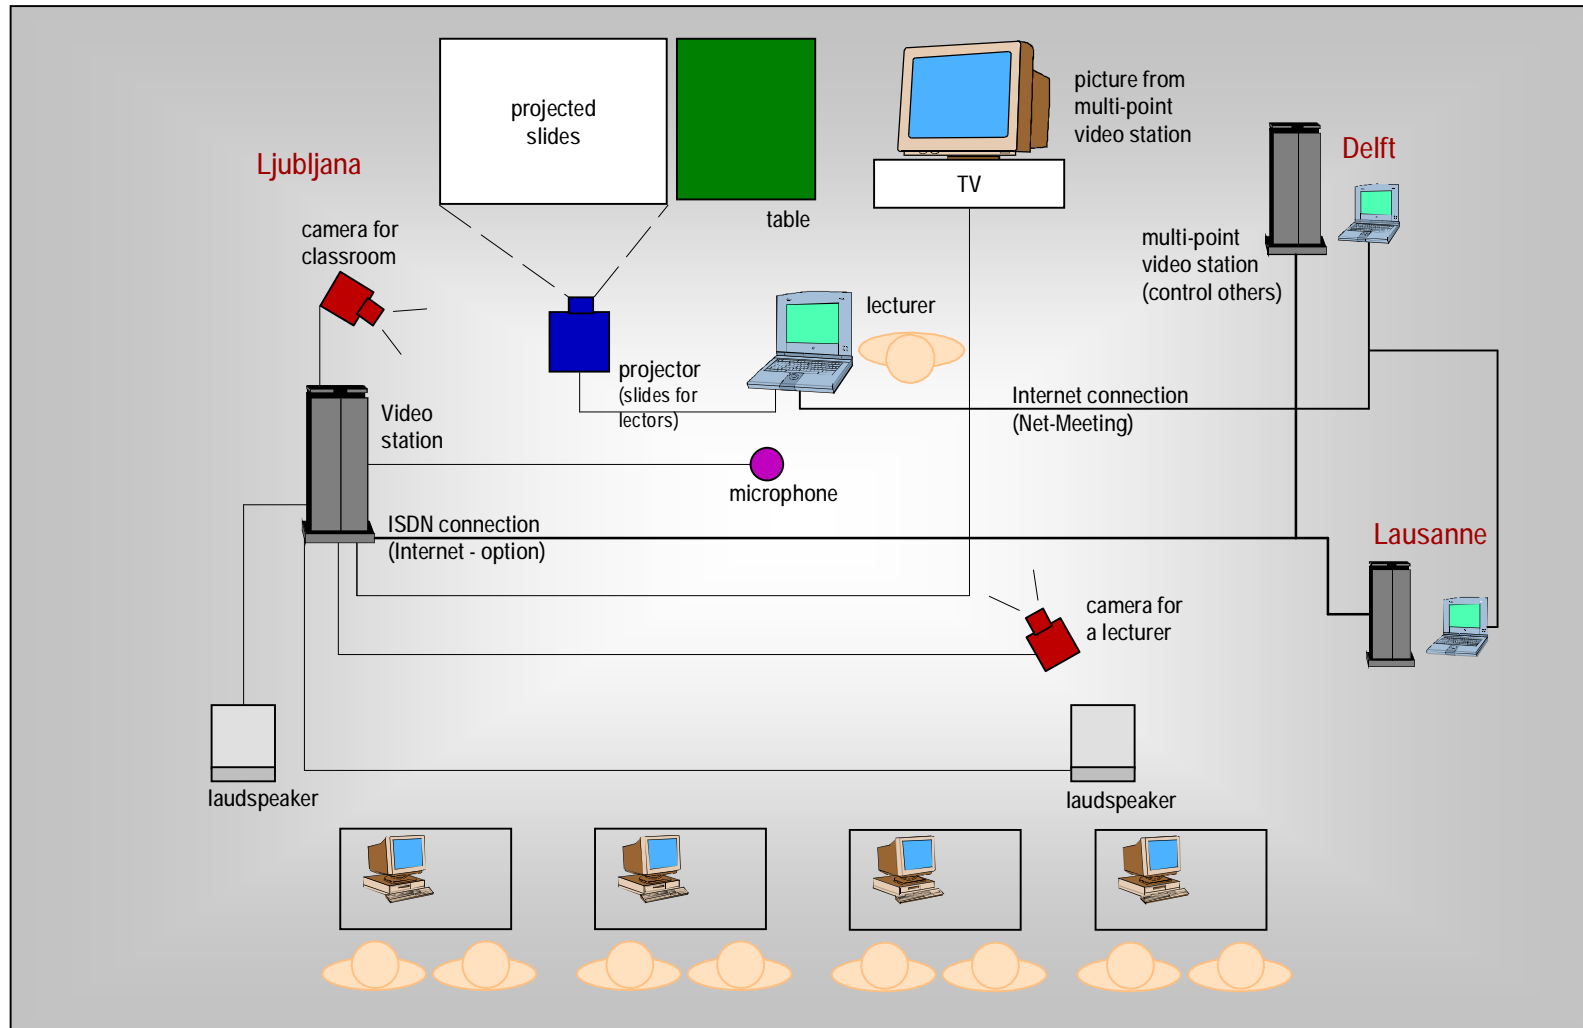 projected
slides
Ljubljana
table
picture from
multi-point
video station
TV
Delft
camera for
classroom
multi-point
video station
(control others)
lecturer
projector
(slides for
lectors)
Internet connection
(Net-Meeting)
Video
station
microphone
ISDN connection
(Internet - option)
Lausanne
camera for
a lecturer
laudspeaker
laudspeaker